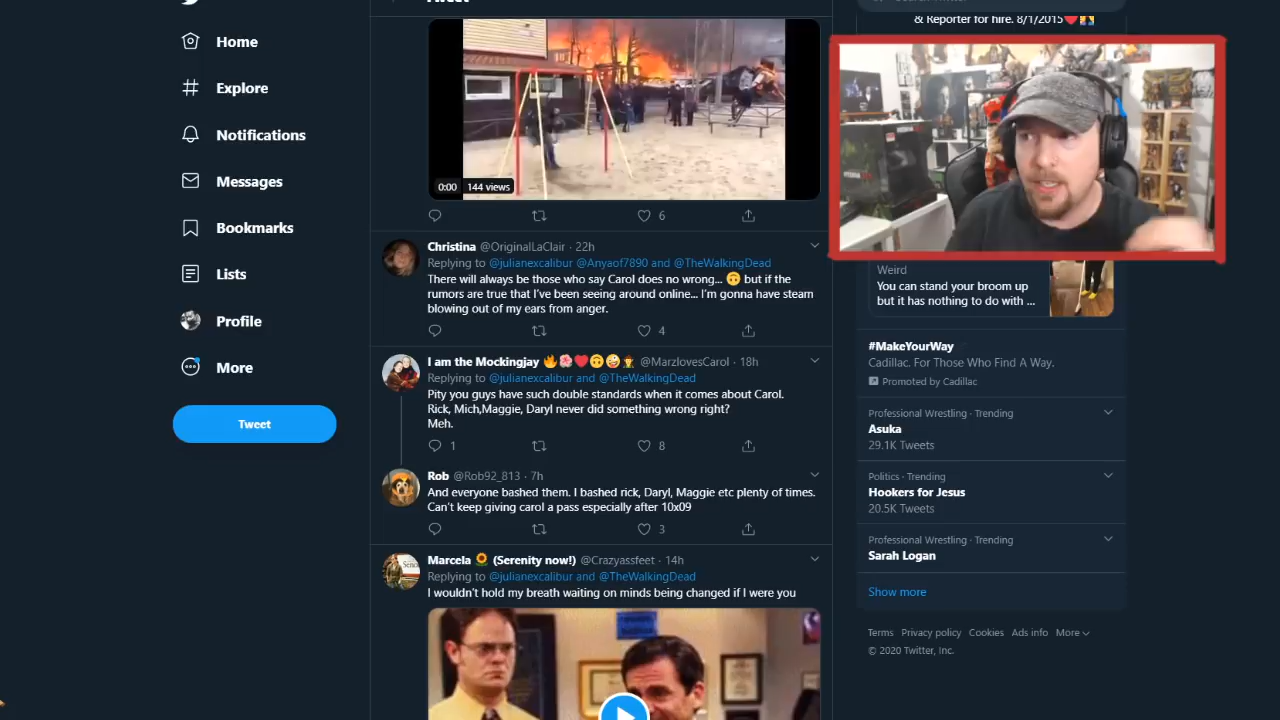 Home
Explore
Notifications
Messages
Bookmarks
Lists
Profile
More
Tweet
0:00 144 views
6
Christina @OriginalLaClair · 22h
Replying to @julianexcalibur @Anyaof7890 and @TheWalkingDead
There will always be those who say Carol does no wrong... 🙃 but if the
rumors are true that I've been seeing around online... I'm gonna have steam
blowing out of my ears from anger.
4
I am the Mockingjay 🔥🌺❤️🙃🤪🧝 @MarzlovesCarol · 18h
Replying to @julianexcalibur and @TheWalkingDead
Pity you guys have such double standards when it comes about Carol.
Rick, Mich,Maggie, Daryl never did something wrong right?
Meh.
1 8
Rob @Rob92_813 · 7h
And everyone bashed them. I bashed rick, Daryl, Maggie etc plenty of times.
Can't keep giving carol a pass especially after 10x09
3
Marcela 🌻 (Serenity now!) @Crazyassfeet · 14h
Replying to @julianexcalibur and @TheWalkingDead
I wouldn't hold my breath waiting on minds being changed if I were you
& Reporter for hire. 8/1/2015
Weird
You can stand your broom up
but it has nothing to do with ...
#MakeYourWay
Cadillac. For Those Who Find A Way.
Promoted by Cadillac
Professional Wrestling · Trending
Asuka
29.1K Tweets
Politics · Trending
Hookers for Jesus
20.5K Tweets
Professional Wrestling · Trending
Sarah Logan
Show more
Terms Privacy policy Cookies Ads info More
© 2020 Twitter, Inc.